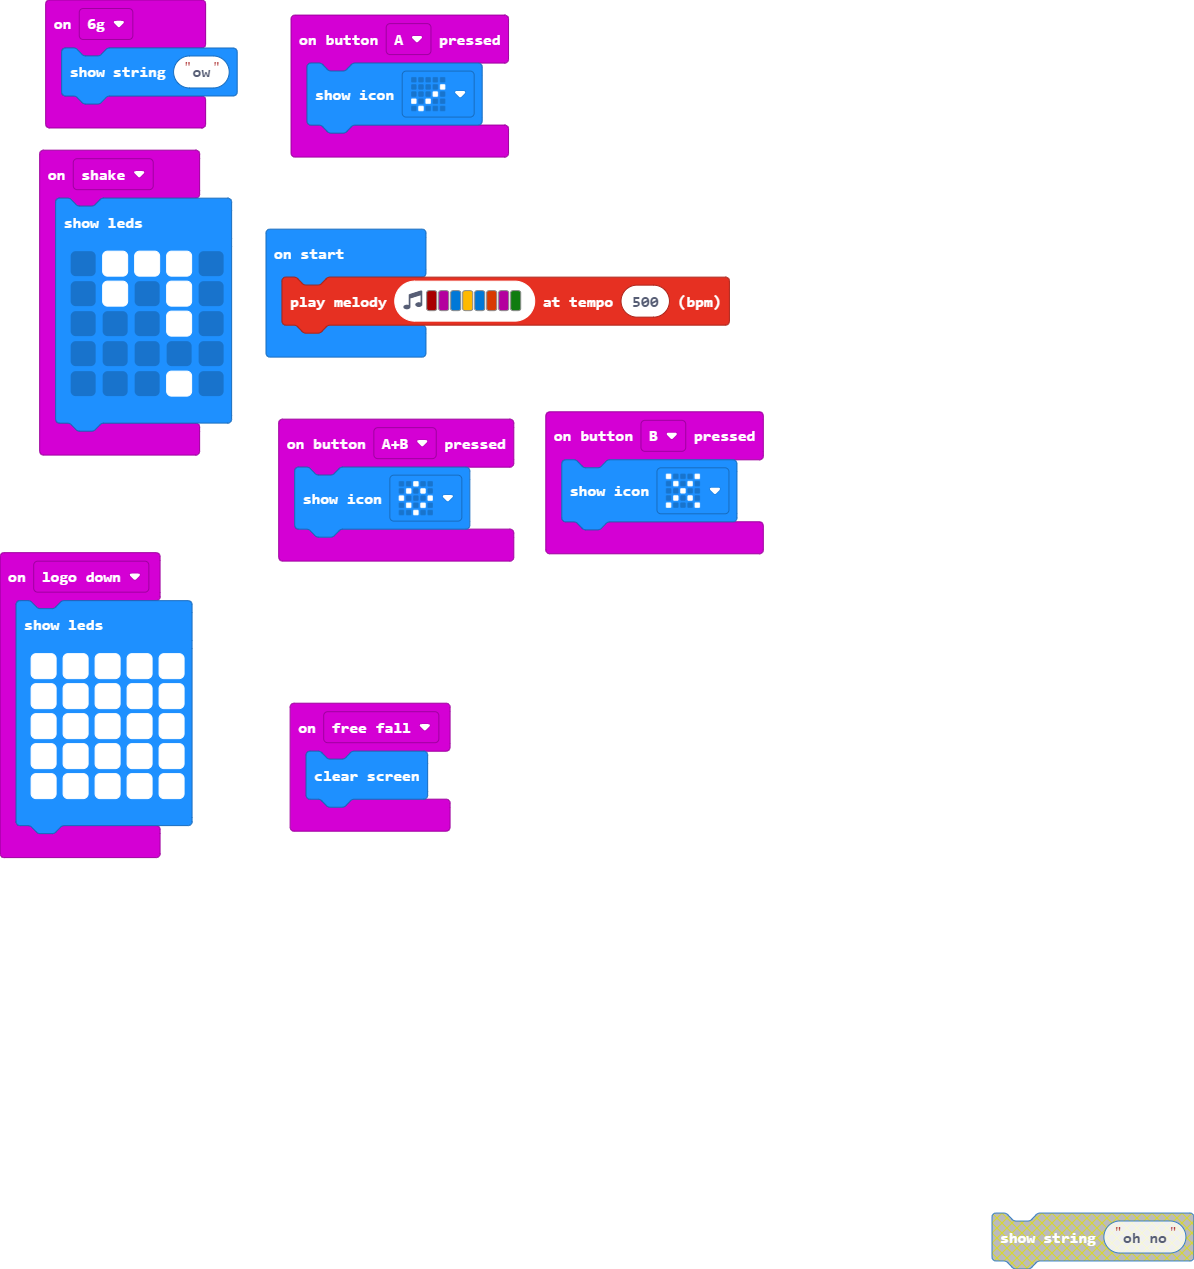 on 6g
show string "ow"
on button A pressed
show icon
on shake
show leds
on start
play melody at tempo 500 (bpm)
on button A+B pressed
show icon
on button B pressed
show icon
on logo down
show leds
on free fall
clear screen
show string "oh no"